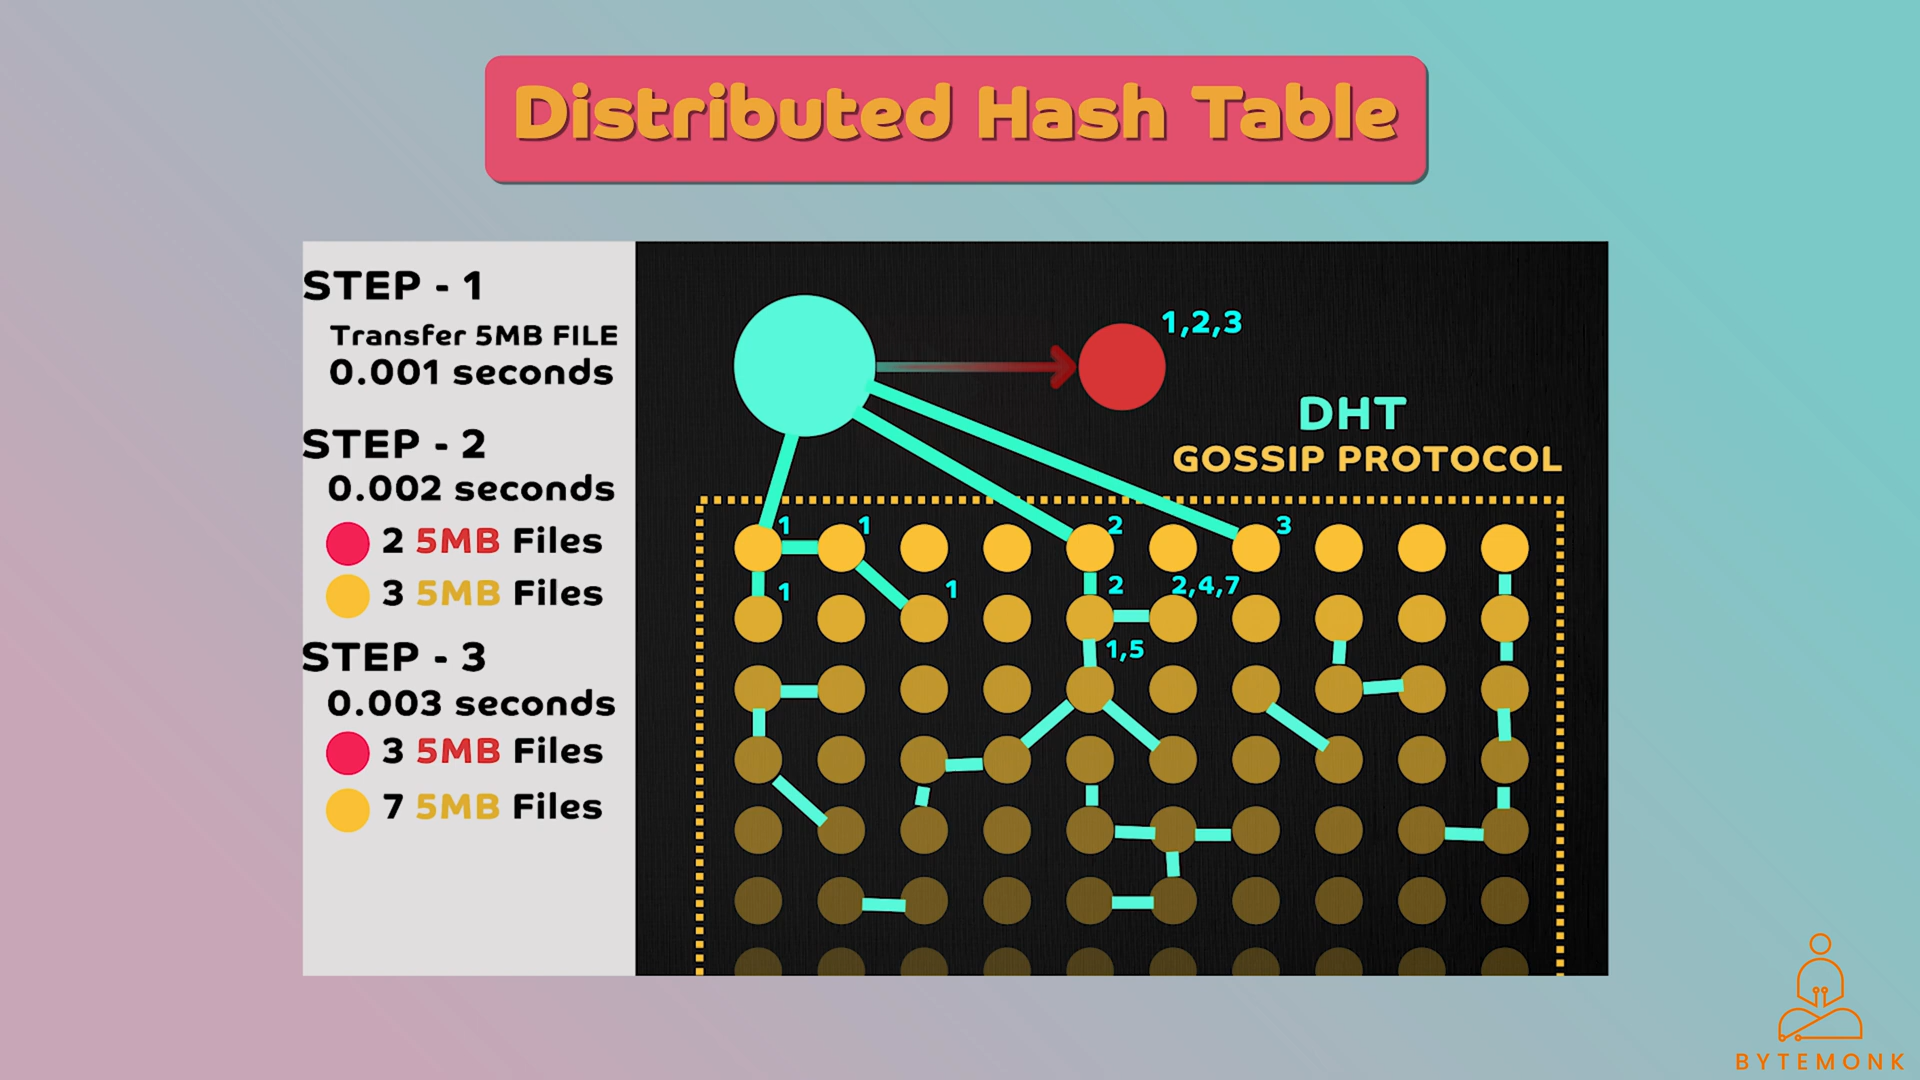 Distributed Hash Table
STEP - 1
Transfer 5MB FILE
0.001 seconds
STEP - 2
0.002 seconds
2 5MB Files
3 5MB Files
STEP - 3
0.003 seconds
3 5MB Files
7 5MB Files
1,2,3
DHT
GOSSIP PROTOCOL
1 1 2 3
1 1 2 2,4,7
1,5
BYTEMONK